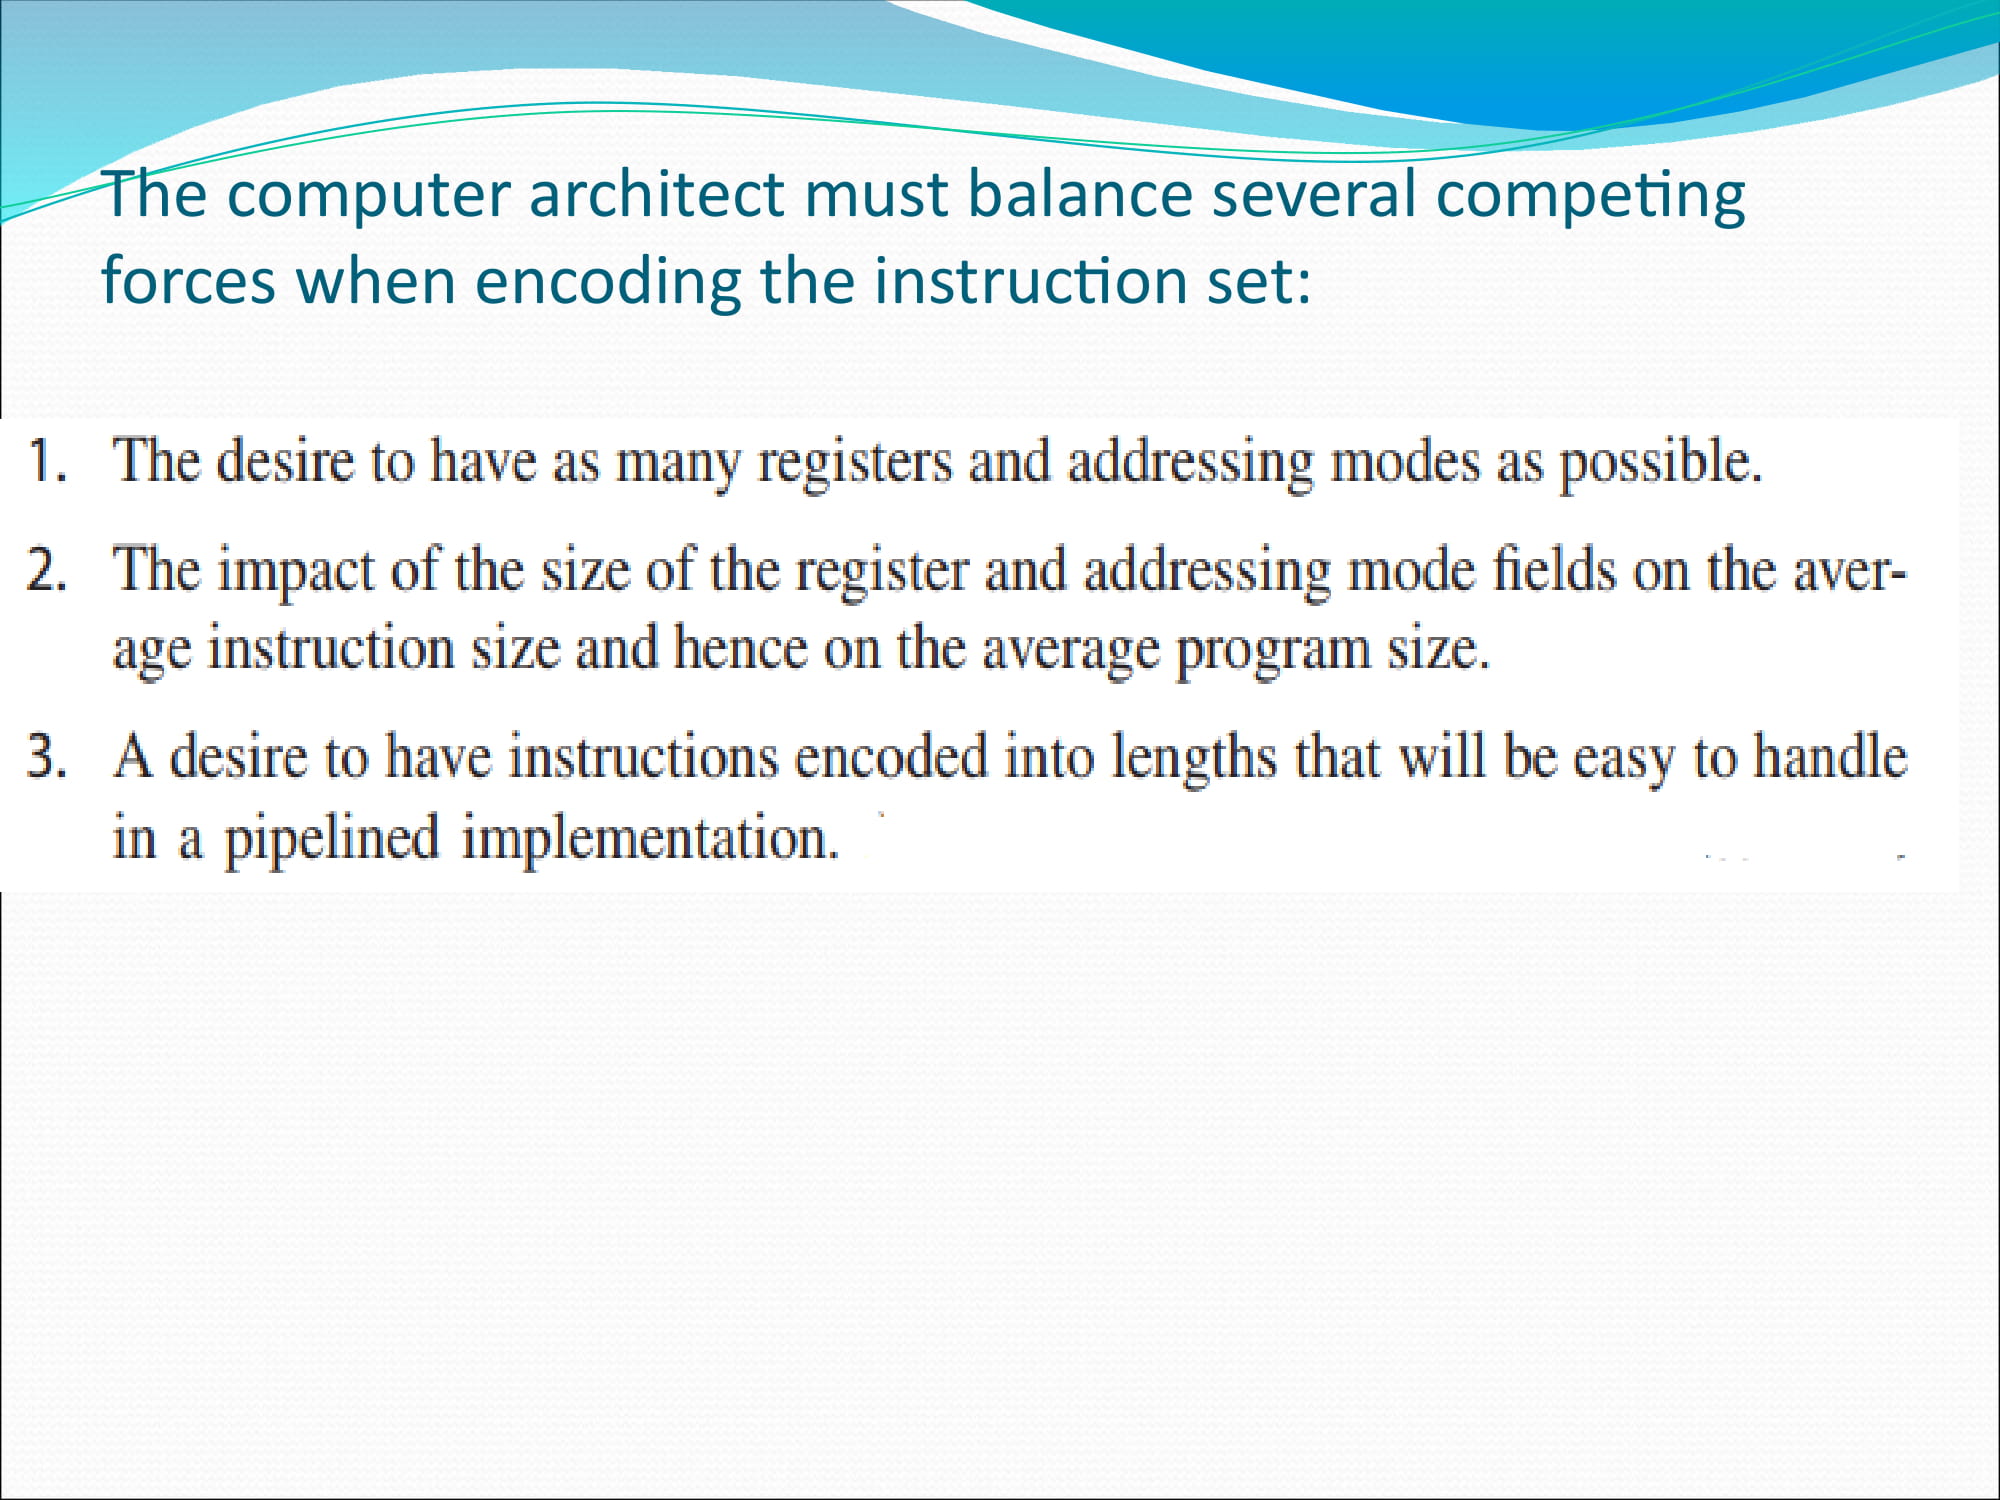 The computer architect must balance several competing
forces when encoding the instruction set:
1. The desire to have as many registers and addressing modes as possible.
2. The impact of the size of the register and addressing mode fields on the aver-
age instruction size and hence on the average program size.
3. A desire to have instructions encoded into lengths that will be easy to handle
in a pipelined implementation.